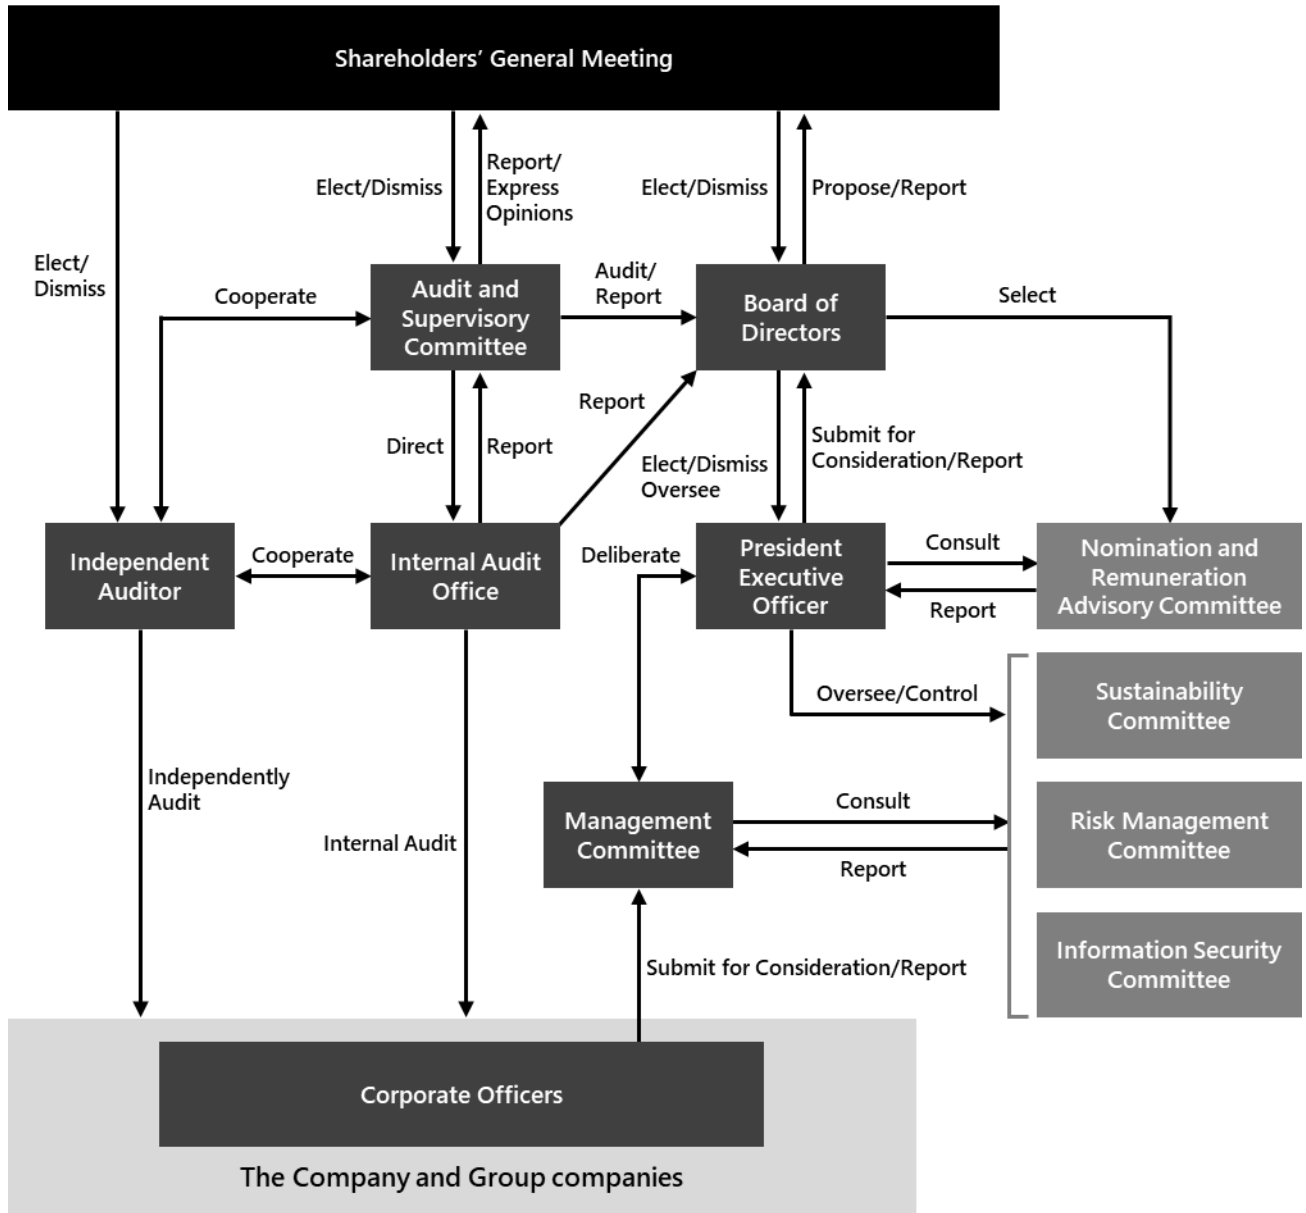 Shareholders’ General Meeting
Elect/Dismiss
Report/
Express
Opinions
Elect/Dismiss
Propose/Report
Elect/
Dismiss
Cooperate
Audit and
Supervisory
Committee
Audit/
Report
Board of
Directors
Select
Direct
Report
Report
Elect/Dismiss
Oversee
Submit for
Consideration/Report
Independent
Auditor
Cooperate
Internal Audit
Office
Deliberate
President
Executive
Officer
Consult
Report
Nomination and
Remuneration
Advisory Committee
Oversee/Control
Sustainability
Committee
Independently
Audit
Internal Audit
Management
Committee
Consult
Report
Risk Management
Committee
Submit for Consideration/Report
Information Security
Committee
Corporate Officers
The Company and Group companies